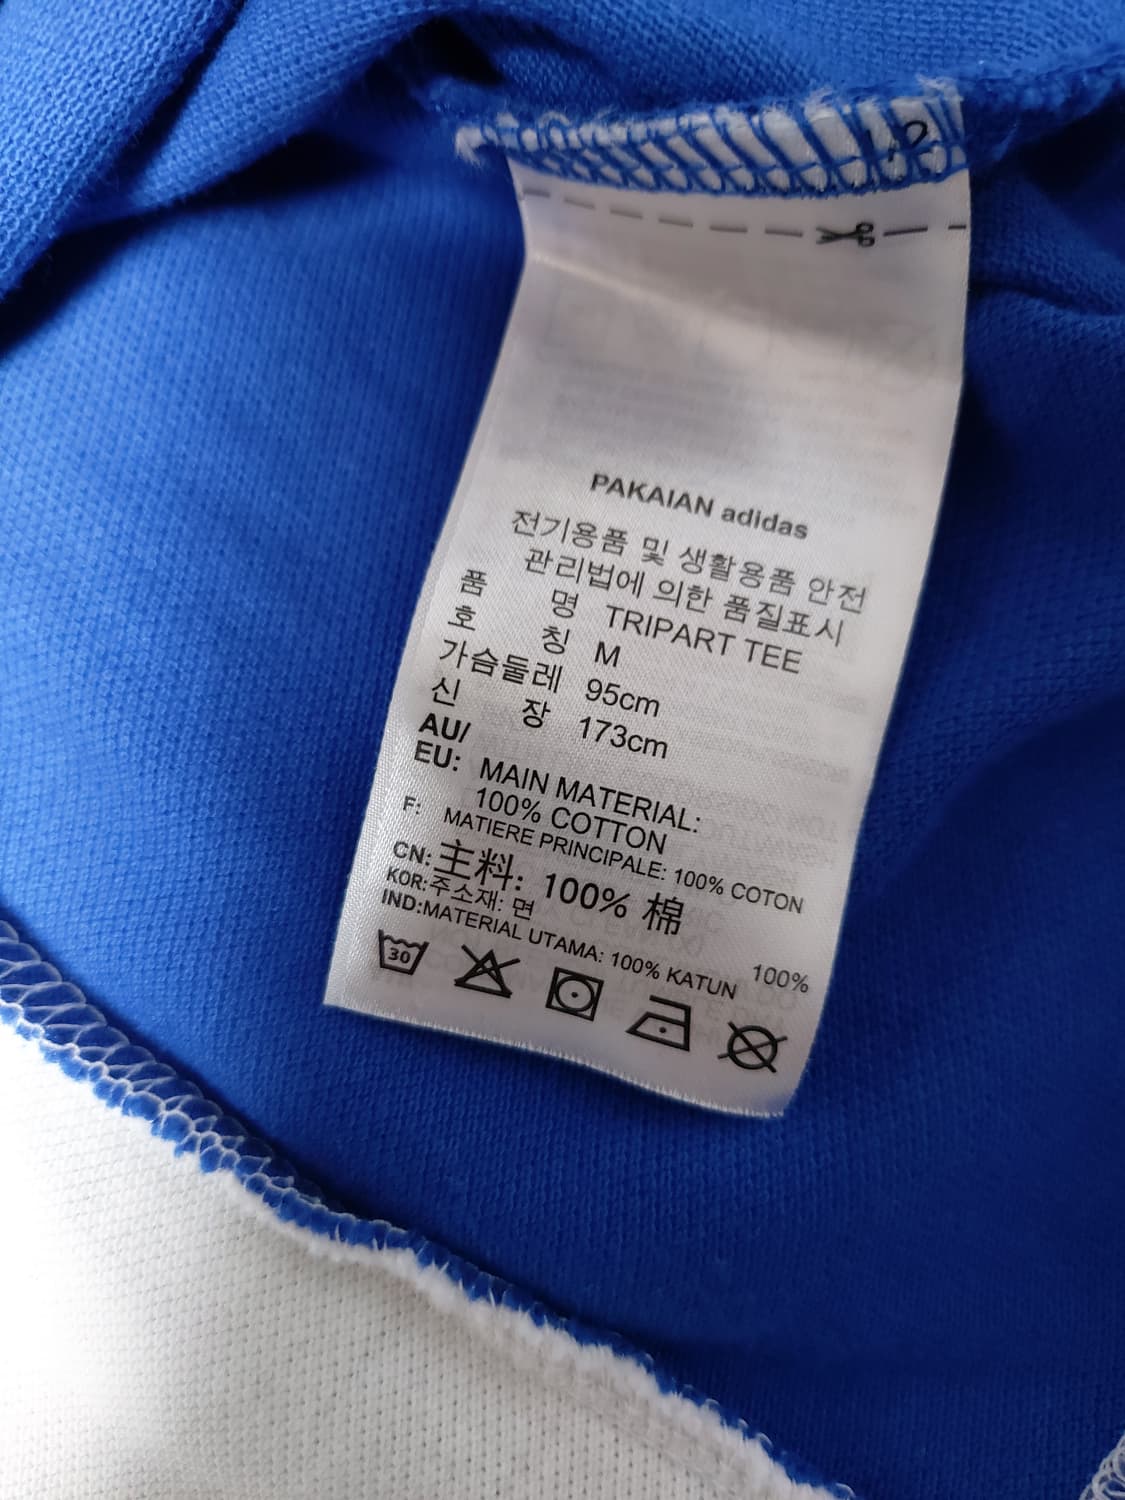 PAKAIAN adidas
전기용품 및 생활용품 안전
관리법에 의한 품질표시
품 명 TRIPART TEE
호 칭 M
가슴둘레 95cm
신 장 173cm
AU/
EU: MAIN MATERIAL:
100% COTTON
F: MATIERE PRINCIPALE: 100% COTON
CN: 主料: 100% 棉
KOR: 주소재: 면 100%
IND:MATERIAL UTAMA: 100% KATUN
30